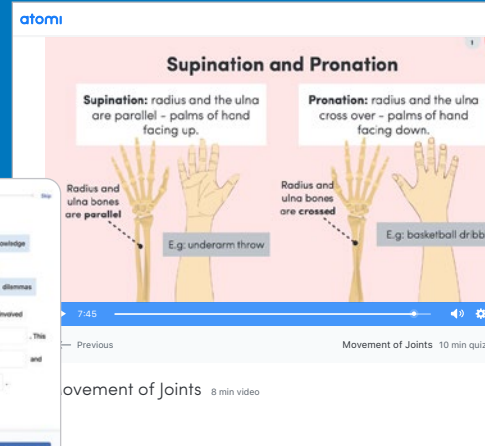 atomi
1
Supination and Pronation
Supination: radius and the ulna
are parallel - palms of hand
facing up.
Pronation: radius and the ulna
cross over - palms of hand
facing down.
Radius and
ulna bones
are parallel
E.g: underarm throw
Radius and
ulna bones
are crossed
E.g: basketball dribb
7:45
Previous
Movement of Joints 10 min quiz
ovement of Joints 8 min video
Skip
owledge
dilemmas
nvolved
. This
and
.